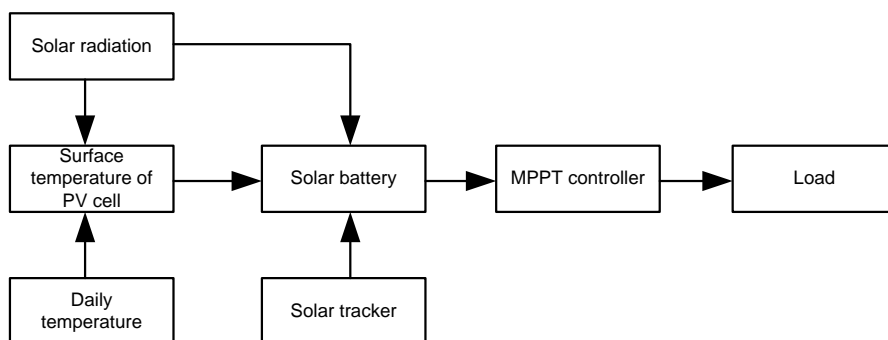 Solar radiation
Surface
temperature of
PV cell
Solar battery
MPPT controller
Load
Daily
temperature
Solar tracker